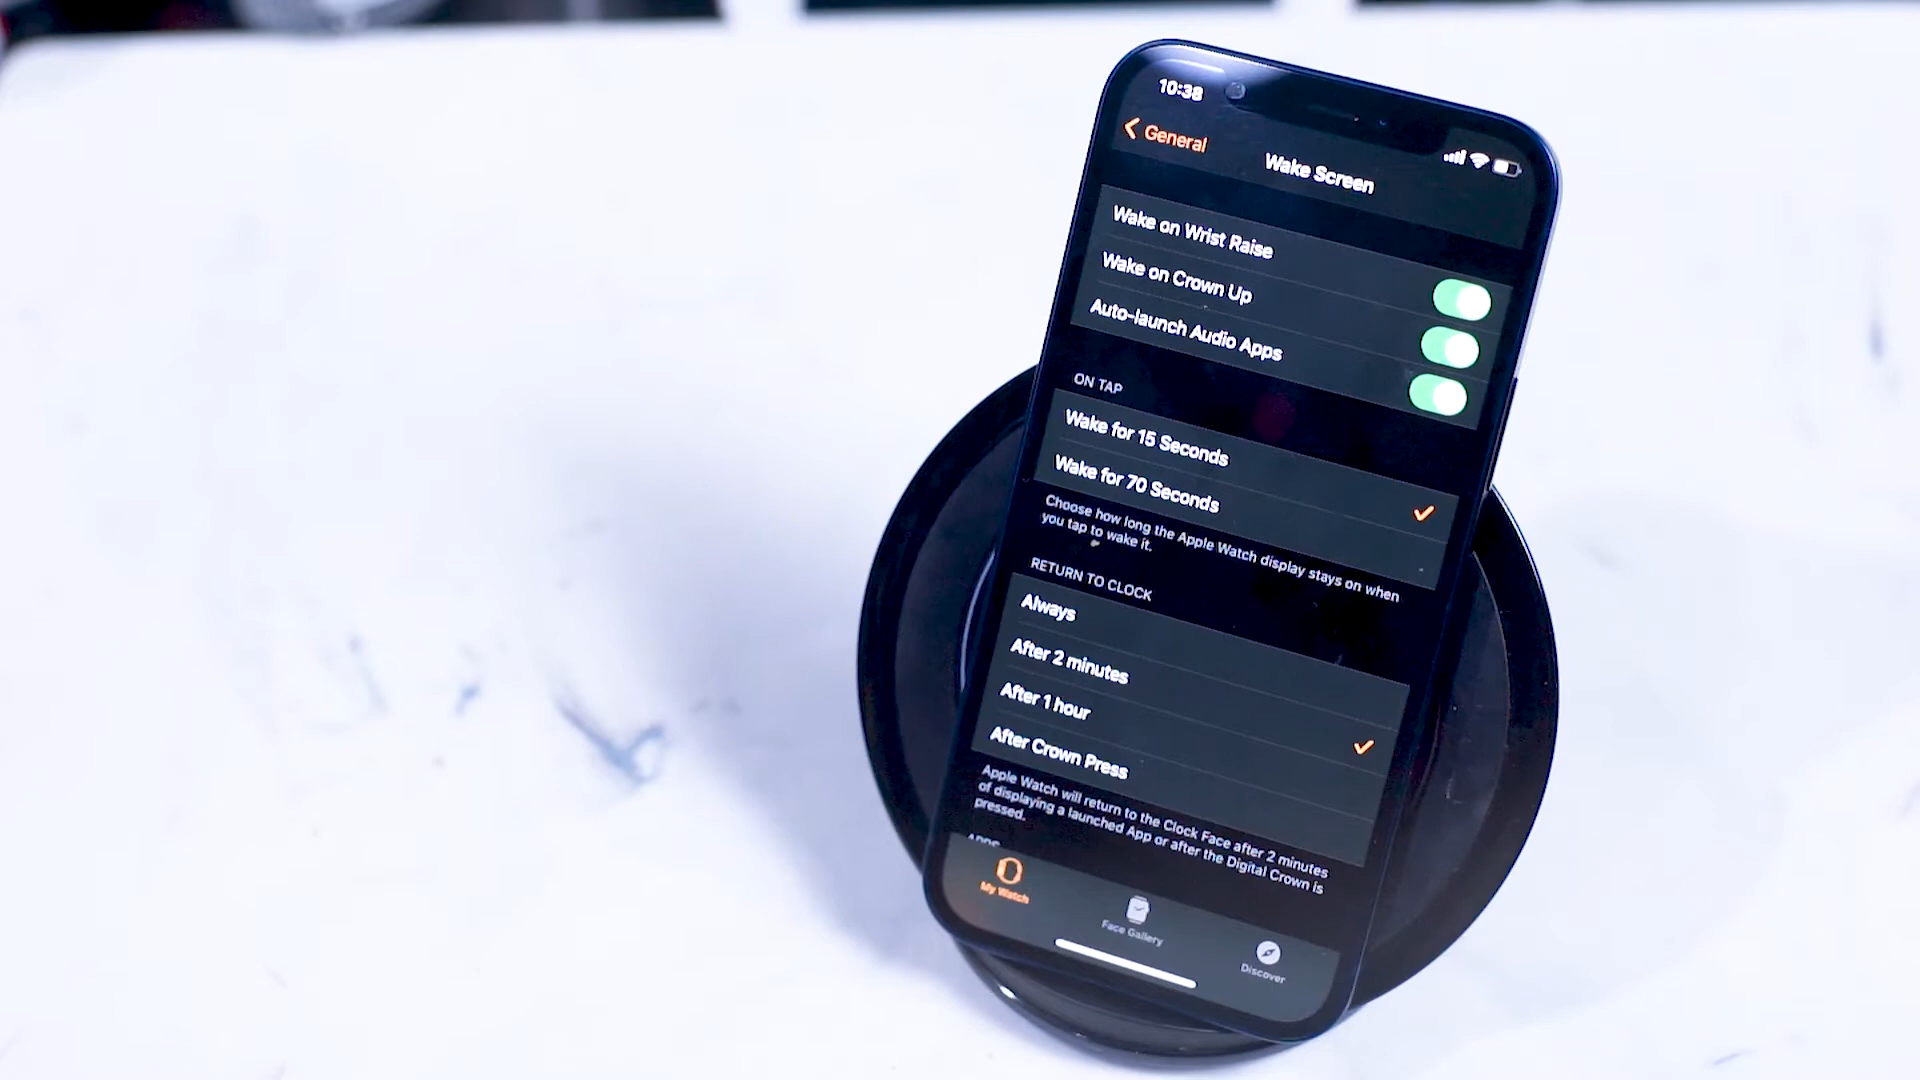 10:38
General
Wake Screen
Wake on Wrist Raise
Wake on Crown Up
Auto-launch Audio Apps
ON TAP
Wake for 15 Seconds
Wake for 70 Seconds
Choose how long the Apple Watch display stays on when
you tap to wake it.
RETURN TO CLOCK
Always
After 2 minutes
After 1 hour
After Crown Press
Apple Watch will return to the Clock Face after 2 minutes
of displaying a launched App or after the Digital Crown is
pressed.
APPS
My Watch
Face Gallery
Discover